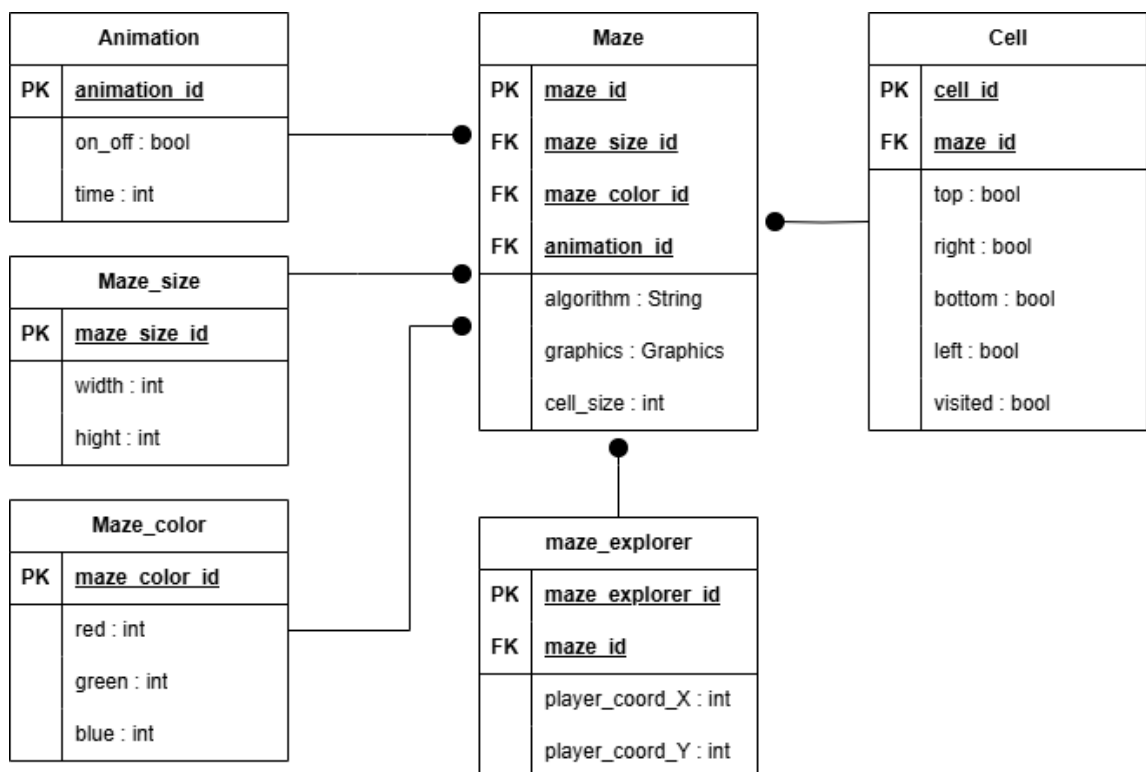 Animation
PK animation_id
on_off : bool
time : int
Maze_size
PK maze_size_id
width : int
hight : int
Maze_color
PK maze_color_id
red : int
green : int
blue : int
Maze
PK maze_id
FK maze_size_id
FK maze_color_id
FK animation_id
algorithm : String
graphics : Graphics
cell_size : int
maze_explorer
PK maze_explorer_id
FK maze_id
player_coord_X : int
player_coord_Y : int
Cell
PK cell_id
FK maze_id
top : bool
right : bool
bottom : bool
left : bool
visited : bool